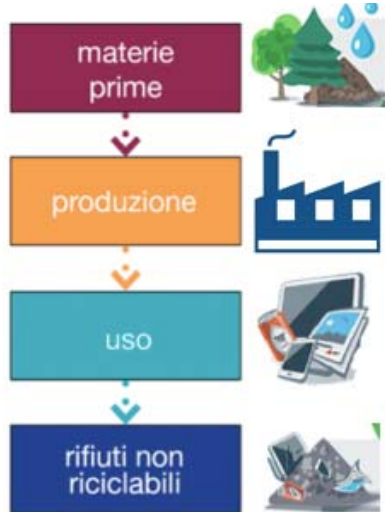 materie
prime
produzione
uso
rifiuti non
riciclabili